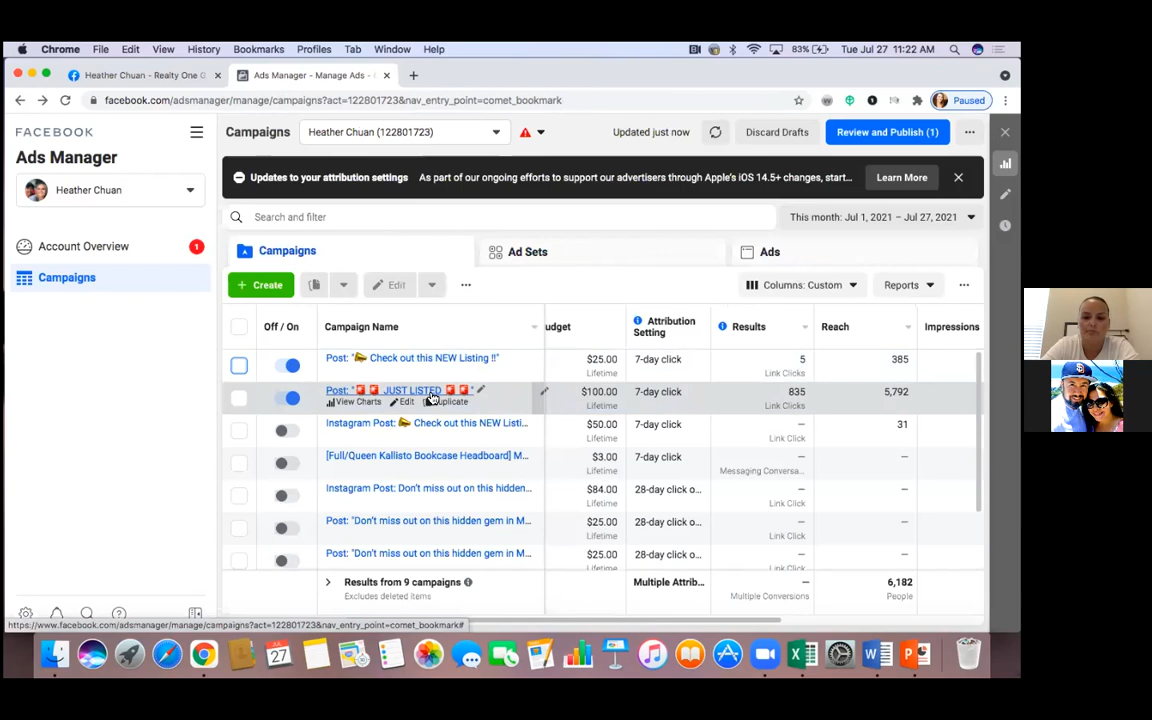 Chrome File Edit View History Bookmarks Profiles Tab Window Help 83% Tue Jul 27 11:22 AM
Heather Chuan - Realty One G × Ads Manager - Manage Ads - × +
facebook.com/adsmanager/manage/campaigns?act=122801723&nav_entry_point=comet_bookmark Paused
FACEBOOK Campaigns Heather Chuan (122801723) Updated just now Discard Drafts Review and Publish (1) ...
Ads Manager
Heather Chuan
Updates to your attribution settings As part of our ongoing efforts to support our advertisers through Apple's iOS 14.5+ changes, start... Learn More
Search and filter This month: Jul 1, 2021 – Jul 27, 2021
Account Overview 1
Campaigns
Campaigns Ad Sets Ads
+ Create Edit ... Columns: Custom Reports ...
Off / On Campaign Name udget Attribution Setting Results Reach Impressions
Post: "📣 Check out this NEW Listing !!" $25.00 7-day click 5 385
Lifetime Link Clicks
Post: "🚨🚨 JUST LISTED 🚨🚨" $100.00 7-day click 835 5,792
View Charts Edit Lifetime Link Clicks
Instagram Post: 📣 Check out this NEW Listi... $50.00 7-day click — 31
Lifetime Link Click
[Full/Queen Kallisto Bookcase Headboard] M... $3.00 7-day click — —
Lifetime Messaging Conversa...
Instagram Post: Don't miss out on this hidden... $84.00 28-day click o... — —
Lifetime Link Click
Post: "Don't miss out on this hidden gem in M... $25.00 28-day click o... — —
Lifetime Link Click
Post: "Don't miss out on this hidden gem in M... $25.00 28-day click o... — —
Lifetime Link Click
Results from 9 campaigns Multiple Attrib... — 6,182
Excludes deleted items Multiple Conversions People
https://www.facebook.com/adsmanager/manage/campaigns?act=122801723&nav_entry_point=comet_bookmark#
JUL
27